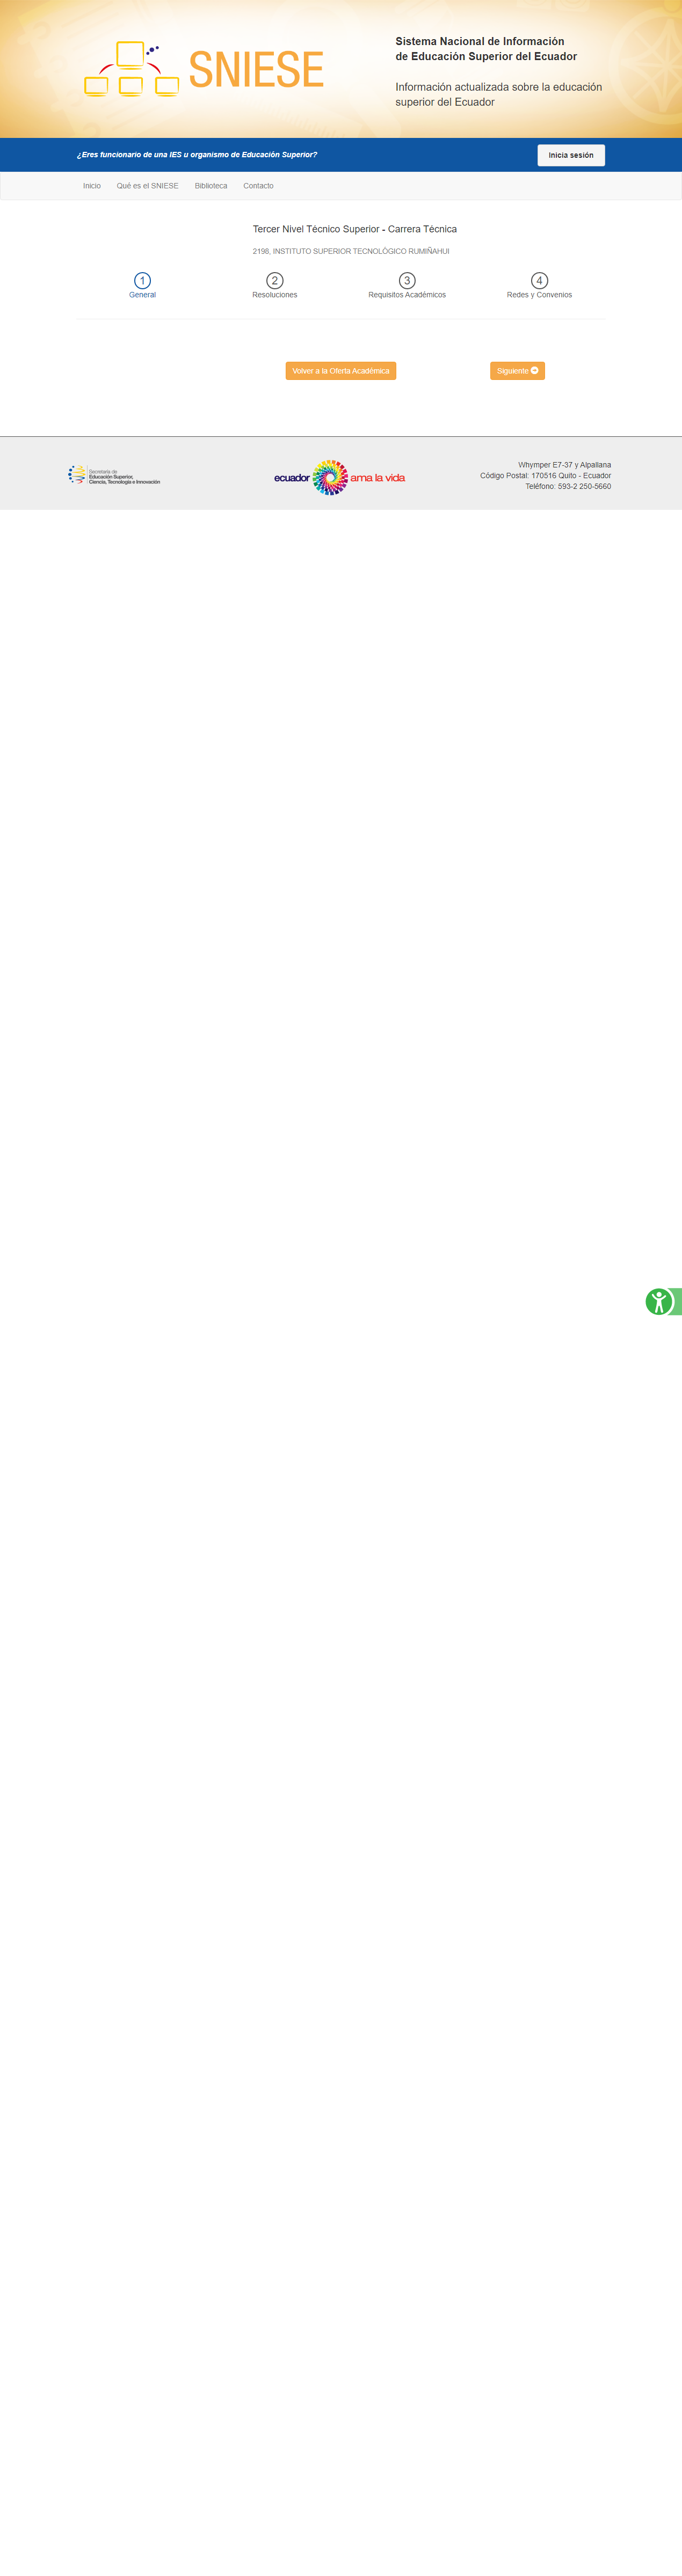 SNIESE
Sistema Nacional de Información
de Educación Superior del Ecuador
Información actualizada sobre la educación
superior del Ecuador
¿Eres funcionario de una IES u organismo de Educación Superior?
Inicia sesión
Inicio Qué es el SNIESE Biblioteca Contacto
Tercer Nivel Técnico Superior - Carrera Técnica
2198, INSTITUTO SUPERIOR TECNOLÓGICO RUMIÑAHUI
1 2 3 4
General Resoluciones Requisitos Académicos Redes y Convenios
Volver a la Oferta Académica Siguiente
Secretaría de
Educación Superior,
Ciencia, Tecnología e Innovación
ecuador ama la vida
Whymper E7-37 y Alpallana
Código Postal: 170516 Quito - Ecuador
Teléfono: 593-2 250-5660